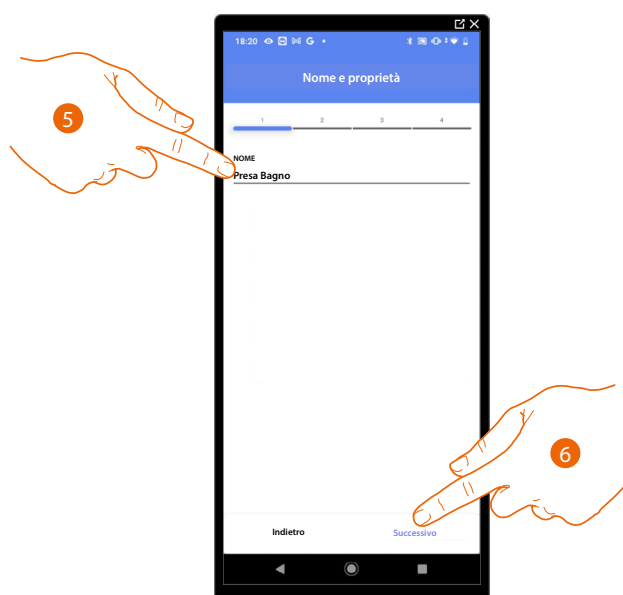 18:20 G
Nome e proprietà
1 2 3 4
NOME
Presa Bagno
5
6
Indietro Successivo